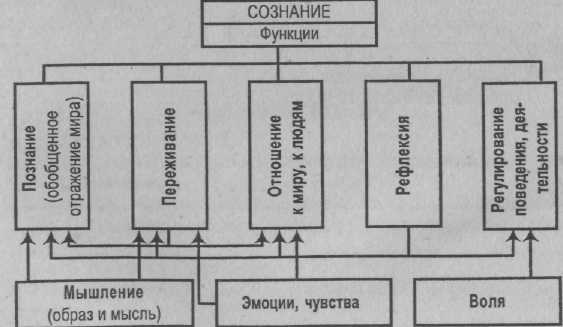 СОЗНАНИЕ
Функции
Познание
(обобщенное
отражение мира)
Переживание
Отношение
к миру, к людям
Рефлексия
Регулирование
поведения, дея-
тельности
Мышление
(образ и мысль)
Эмоции, чувства
Воля